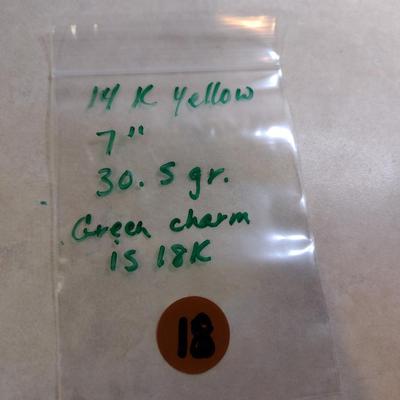 14 K yellow
7"
30.5 gr.
Green charm
is 18K
18